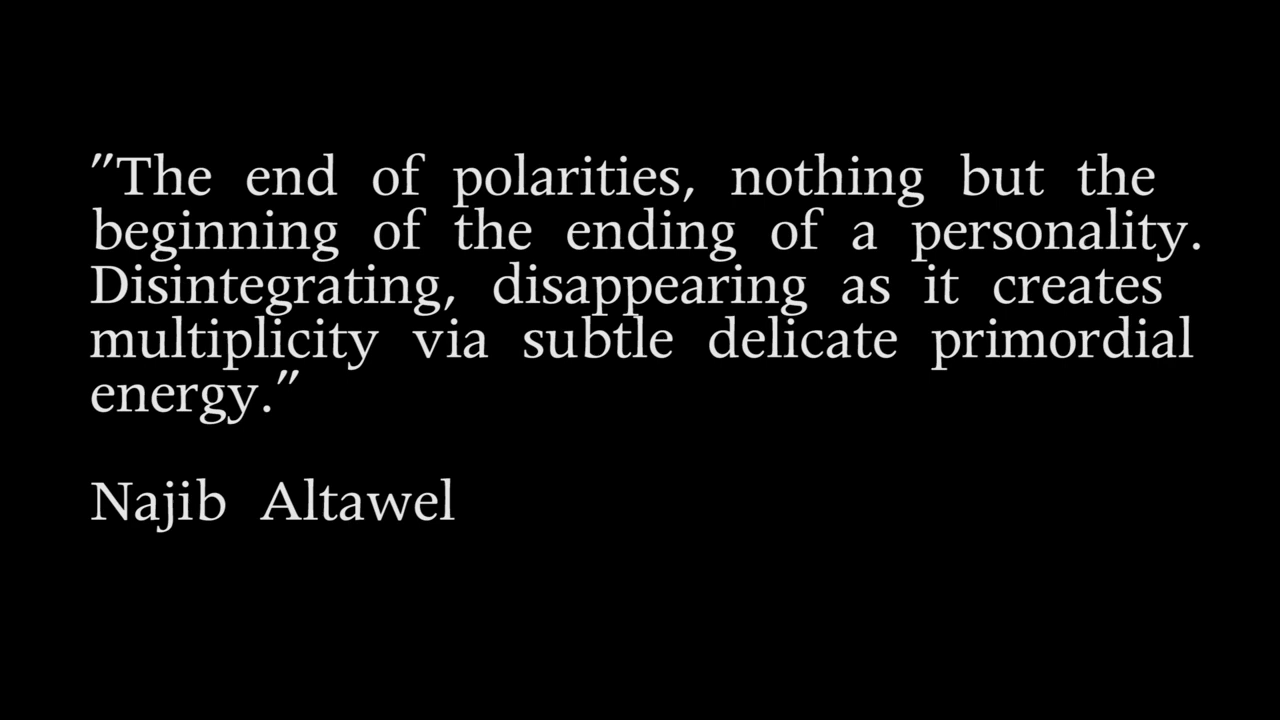 "The end of polarities, nothing but the
beginning of the ending of a personality.
Disintegrating, disappearing as it creates
multiplicity via subtle delicate primordial
energy."
Najib Altawel